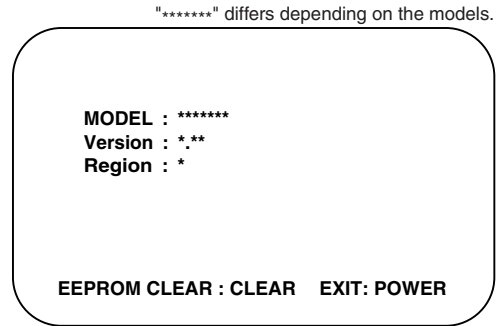 "*******" differs depending on the models.
MODEL : *******
Version : *.**
Region : *
EEPROM CLEAR : CLEAR EXIT: POWER